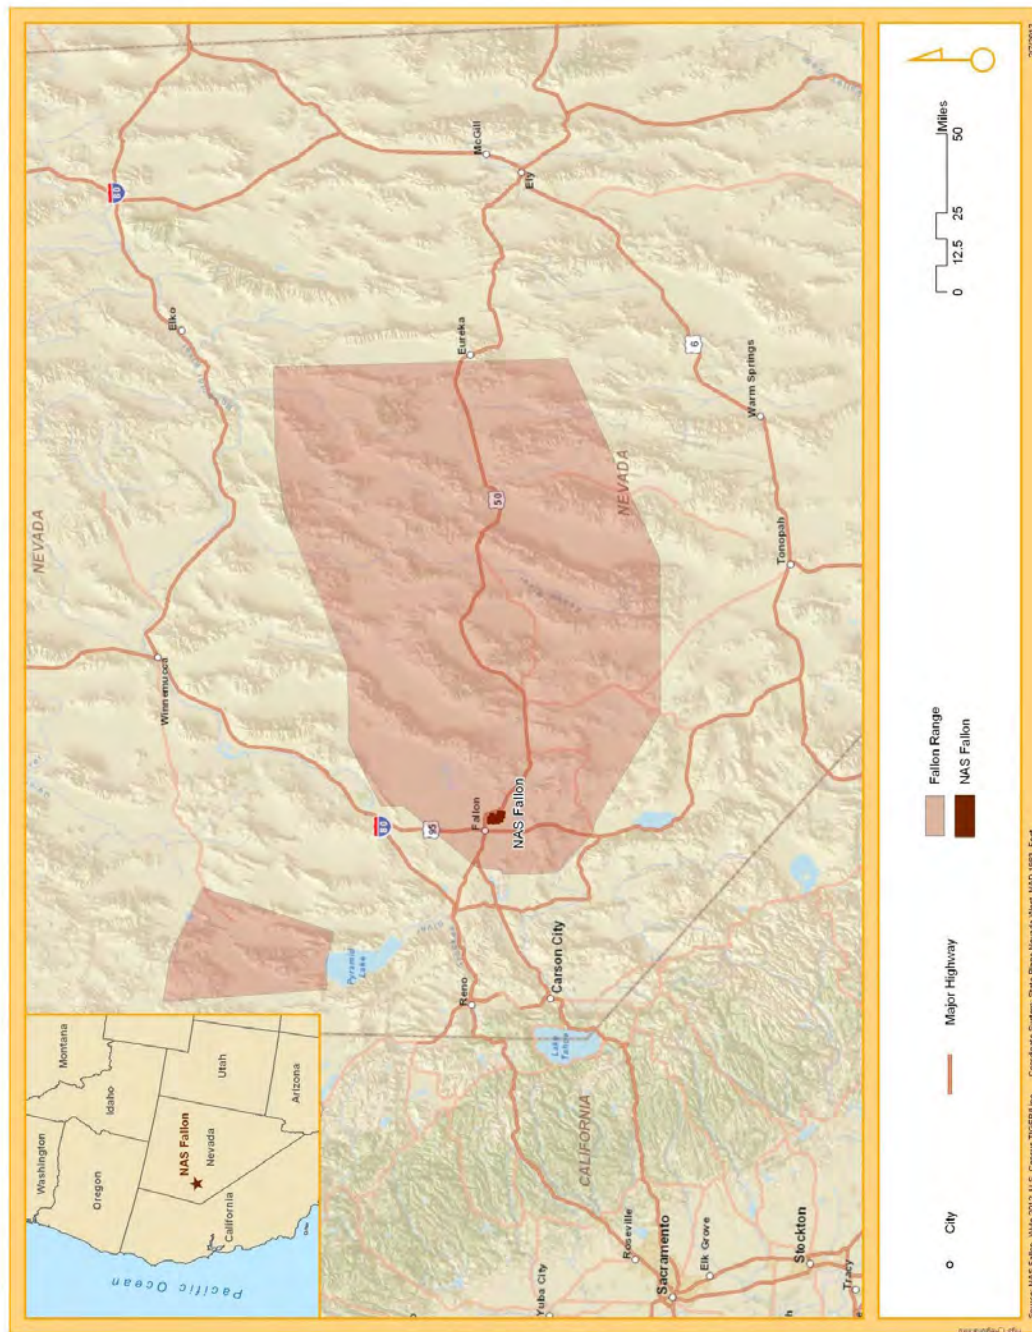 Washington
Montana
Oregon
Idaho
NAS Fallon
Nevada
Utah
California
Arizona
Pacific Ocean
NEVADA
Winnemucca
Elko
80
80
95
Pyramid
Lake
Reno
Fallon
NAS Fallon
50
Eureka
McGill
Ely
Carson City
Lake
Tahoe
NEVADA
6
CALIFORNIA
Warm Springs
Tonopah
Yuba City
Roseville
Sacramento
Elk Grove
Stockton
Tracy
City
Major Highway
Fallon Range
NAS Fallon
0 12.5 25 50
Miles